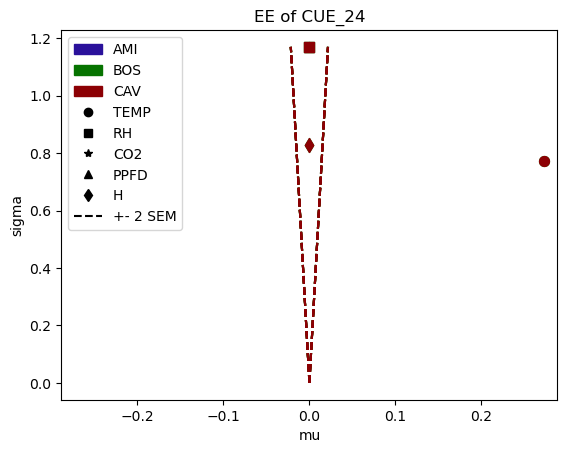 EE of CUE_24
AMI
BOS
CAV
TEMP
RH
CO2
PPFD
H
+- 2 SEM
sigma
1.2
1.0
0.8
0.6
0.4
0.2
0.0
−0.2
−0.1
0.0
0.1
0.2
mu